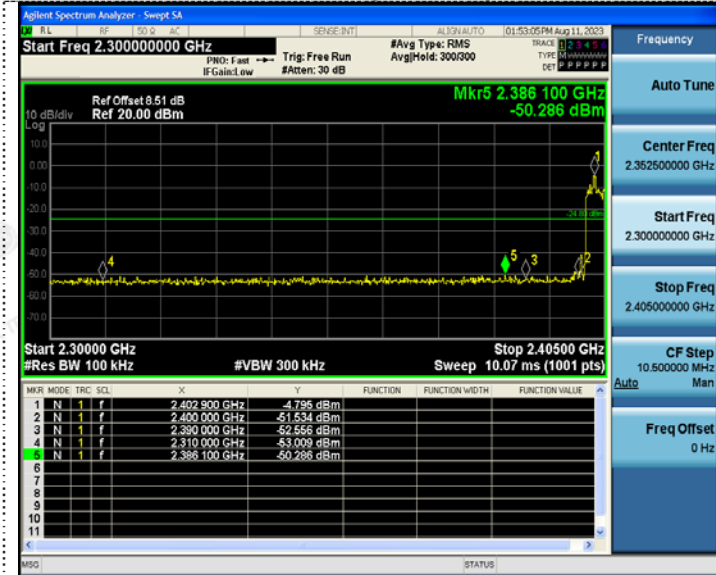 Agilent Spectrum Analyzer - Swept SA
RL RF 50 Ω AC SENSE:INT ALIGNAUTO 01:53:05 PM Aug 11, 2023
Start Freq 2.300000000 GHz #Avg Type: RMS TRACE 1 2 3 4 5 6
PNO: Fast Trig: Free Run Avg|Hold: 300/300 TYPE
IFGain:Low #Atten: 30 dB DET P P P P P P
Mkr5 2.386 100 GHz
Ref Offset 8.51 dB -50.286 dBm
10 dB/div Ref 20.00 dBm
Log
10.0
0.00
-10.0
-20.0
-24.80 dBm
-30.0
-40.0
-50.0
-60.0
-70.0
1
4 5 3 2
Start 2.30000 GHz Stop 2.40500 GHz
#Res BW 100 kHz #VBW 300 kHz Sweep 10.07 ms (1001 pts)
MKR MODE TRC SCL X Y FUNCTION FUNCTION WIDTH FUNCTION VALUE
1 N 1 f 2.402 900 GHz -4.795 dBm
2 N 1 f 2.400 000 GHz -51.534 dBm
3 N 1 f 2.390 000 GHz -52.556 dBm
4 N 1 f 2.310 000 GHz -53.009 dBm
5 N 1 f 2.386 100 GHz -50.286 dBm
6
7
8
9
10
11
MSG STATUS
Frequency
Auto Tune
Center Freq
2.352500000 GHz
Start Freq
2.300000000 GHz
Stop Freq
2.405000000 GHz
CF Step
10.500000 MHz
Auto Man
Freq Offset
0 Hz